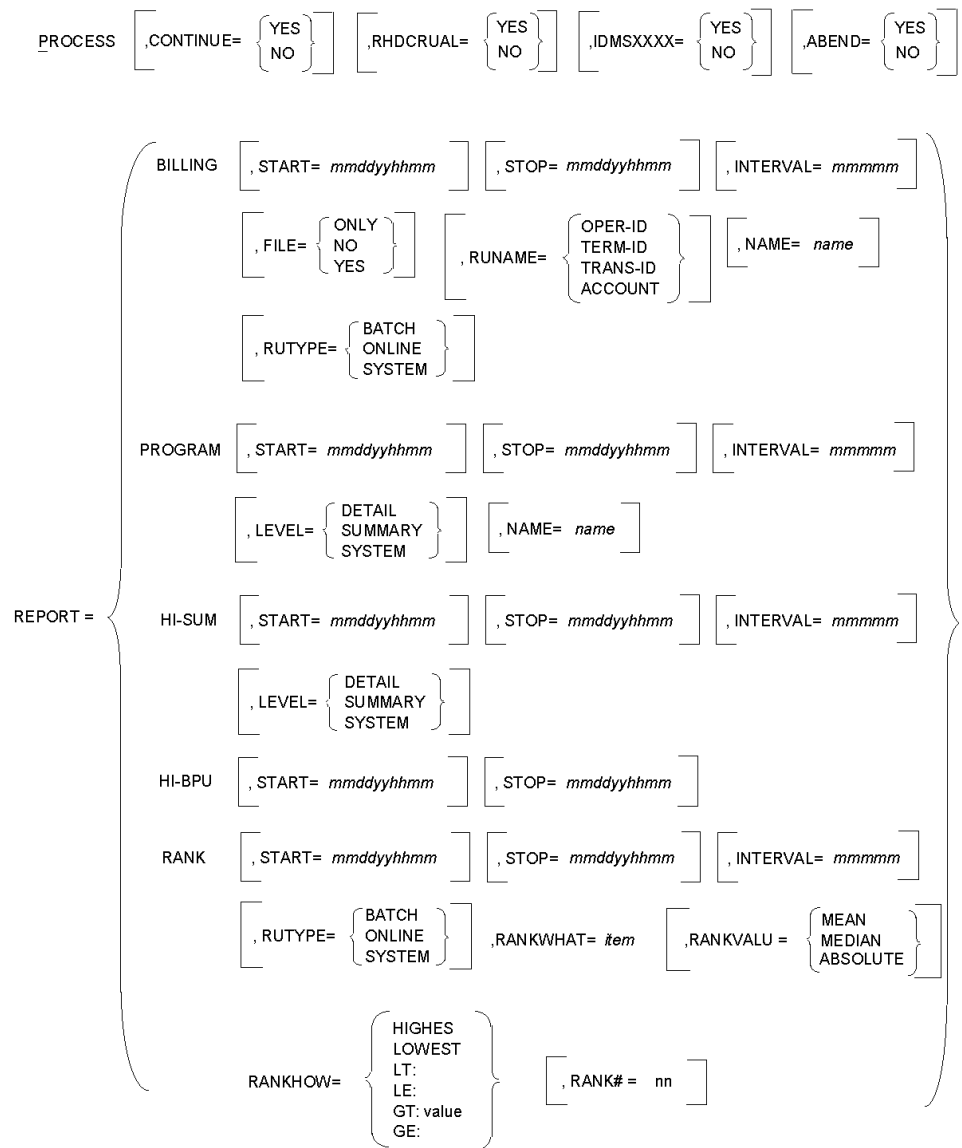 YES YES YES YES
PROCESS ,CONTINUE= ,RHDCRUAL= ,IDMSXXXX= ,ABEND=
NO NO NO NO
BILLING , START= mmddyyhhmm , STOP= mmddyyhhmm , INTERVAL= mmmmm
ONLY OPER-ID
, FILE= NO , RUNAME= TERM-ID , NAME= name
YES TRANS-ID
ACCOUNT
BATCH
, RUTYPE= ONLINE
SYSTEM
PROGRAM , START= mmddyyhhmm , STOP= mmddyyhhmm , INTERVAL= mmmmm
DETAIL
, LEVEL= SUMMARY , NAME= name
SYSTEM
REPORT = HI-SUM , START= mmddyyhhmm , STOP= mmddyyhhmm , INTERVAL= mmmmm
DETAIL
, LEVEL= SUMMARY
SYSTEM
HI-BPU , START= mmddyyhhmm , STOP= mmddyyhhmm
RANK , START= mmddyyhhmm , STOP= mmddyyhhmm , INTERVAL= mmmmm
BATCH MEAN
, RUTYPE= ONLINE ,RANKWHAT= item ,RANKVALU = MEDIAN
SYSTEM ABSOLUTE
HIGHES
LOWEST
RANKHOW= LT: , RANK# = nn
LE:
GT: value
GE: